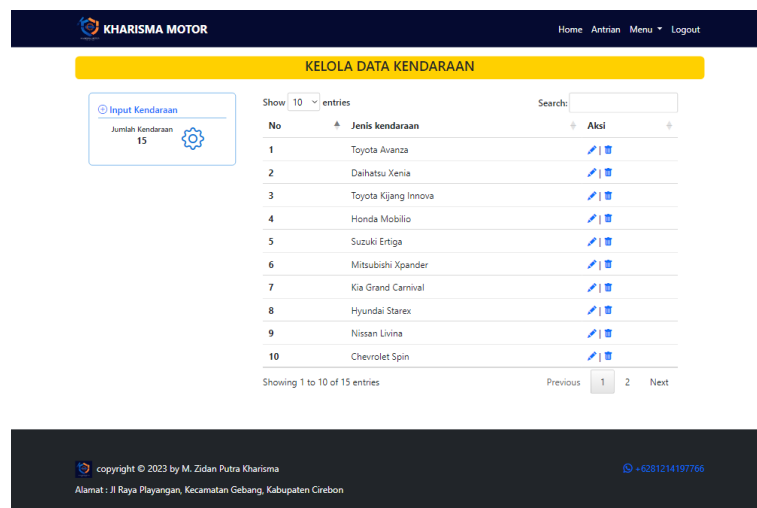 KHARISMA MOTOR
Home Antrian Menu Logout
KELOLA DATA KENDARAAN
Input Kendaraan
Jumlah Kendaraan
15
Show 10 entries
Search:
No Jenis kendaraan Aksi
1 Toyota Avanza |
2 Daihatsu Xenia |
3 Toyota Kijang Innova |
4 Honda Mobilio |
5 Suzuki Ertiga |
6 Mitsubishi Xpander |
7 Kia Grand Carnival |
8 Hyundai Starex |
9 Nissan Livina |
10 Chevrolet Spin |
Showing 1 to 10 of 15 entries
Previous 1 2 Next
copyright © 2023 by M. Zidan Putra Kharisma
+6281214197766
Alamat : Jl Raya Playangan, Kecamatan Gebang, Kabupaten Cirebon